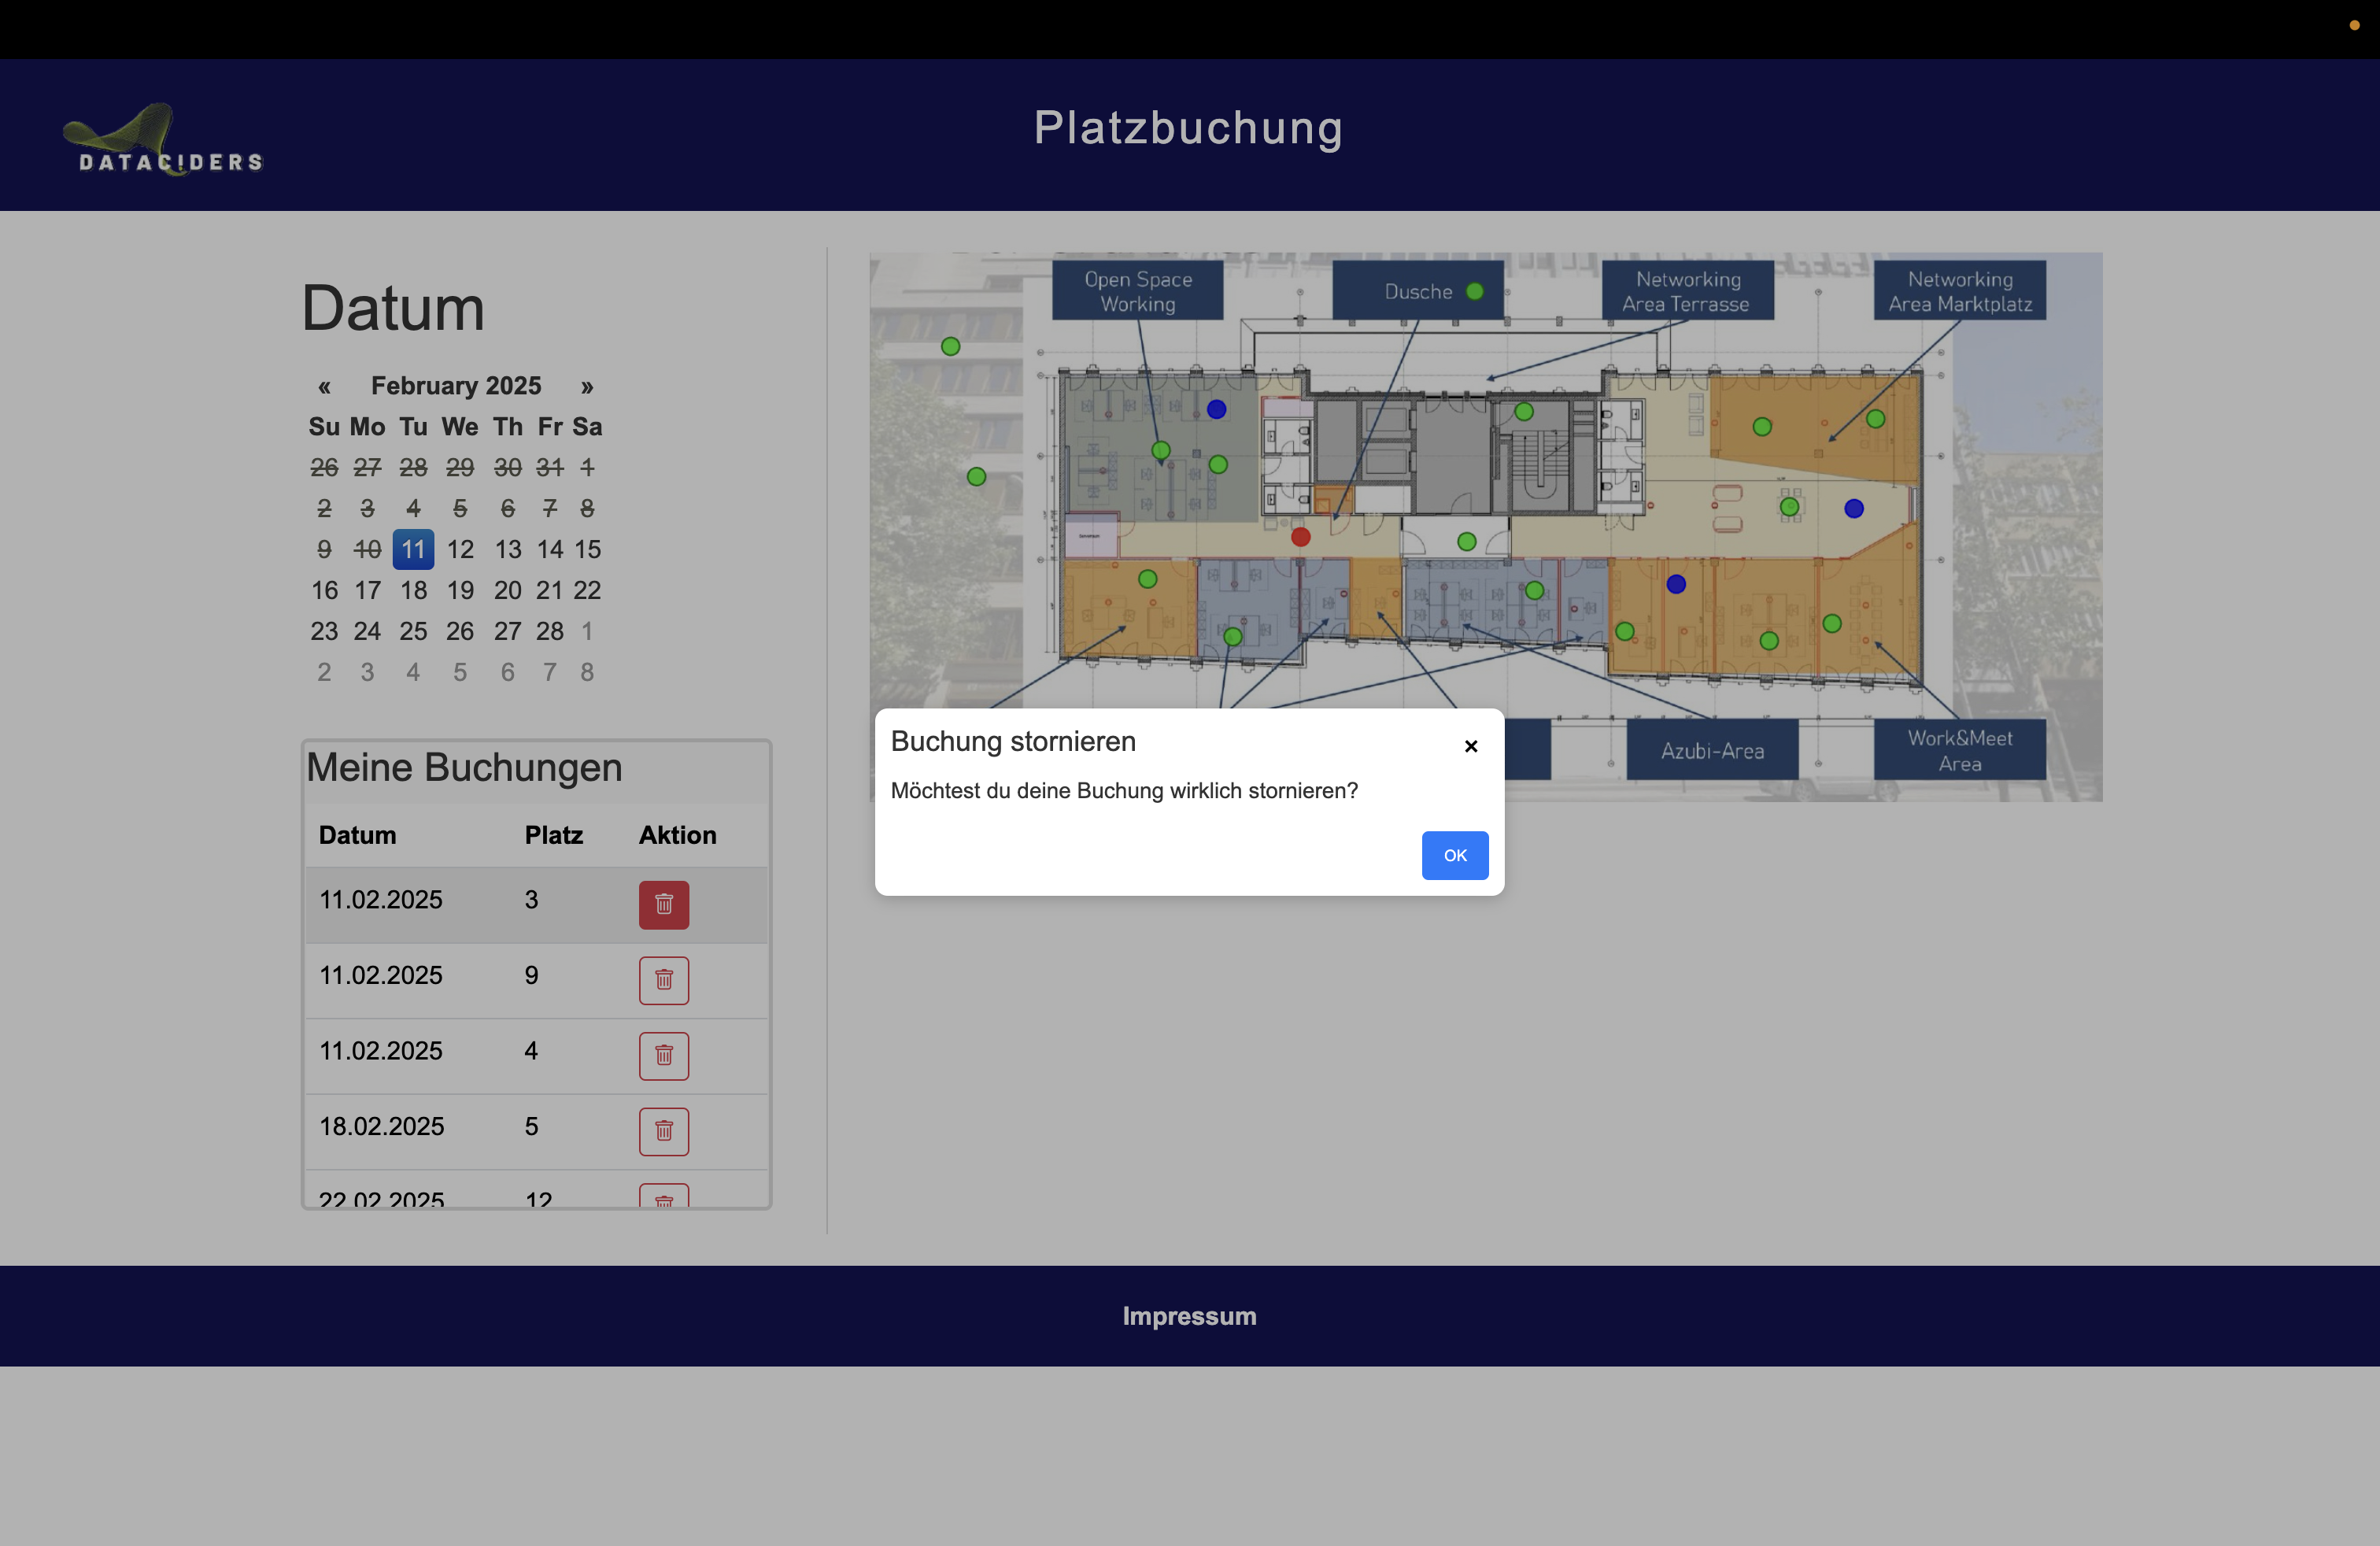 DATAC!DERS
Platzbuchung
Datum
« February 2025 »
Su Mo Tu We Th Fr Sa
26 27 28 29 30 31 1
2 3 4 5 6 7 8
9 10 11 12 13 14 15
16 17 18 19 20 21 22
23 24 25 26 27 28 1
2 3 4 5 6 7 8
Meine Buchungen
Datum Platz Aktion
11.02.2025 3
11.02.2025 9
11.02.2025 4
18.02.2025 5
22.02.2025 12
Open Space
Working
Dusche
Networking
Area Terrasse
Networking
Area Marktplatz
Azubi-Area
Work&Meet
Area
Buchung stornieren
×
Möchtest du deine Buchung wirklich stornieren?
OK
Impressum